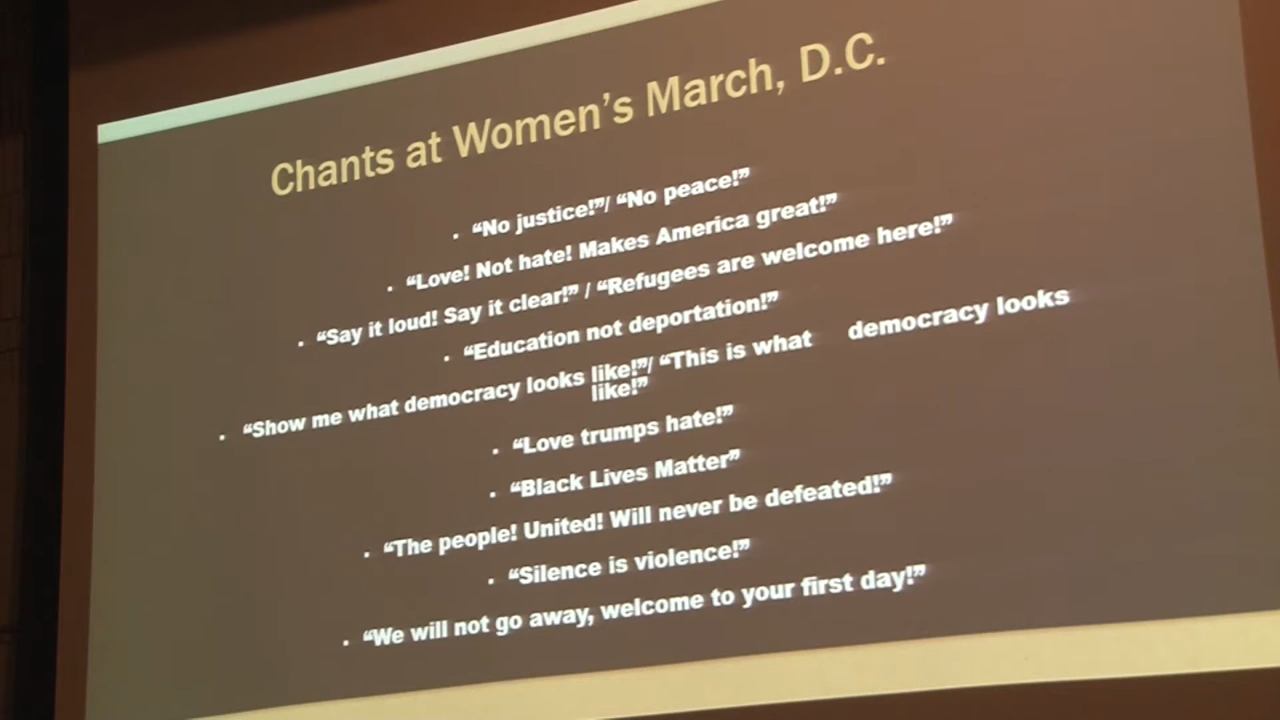 Chants at Women’s March, D.C.
. “No justice!”/ “No peace!”
. “Love! Not hate! Makes America great!”
. “Say it loud! Say it clear!” / “Refugees are welcome here!”
. “Education not deportation!”
. “Show me what democracy looks like!”/ “This is what democracy looks
like!”
. “Love trumps hate!”
. “Black Lives Matter”
. “The people! United! Will never be defeated!”
. “Silence is violence!”
. “We will not go away, welcome to your first day!”